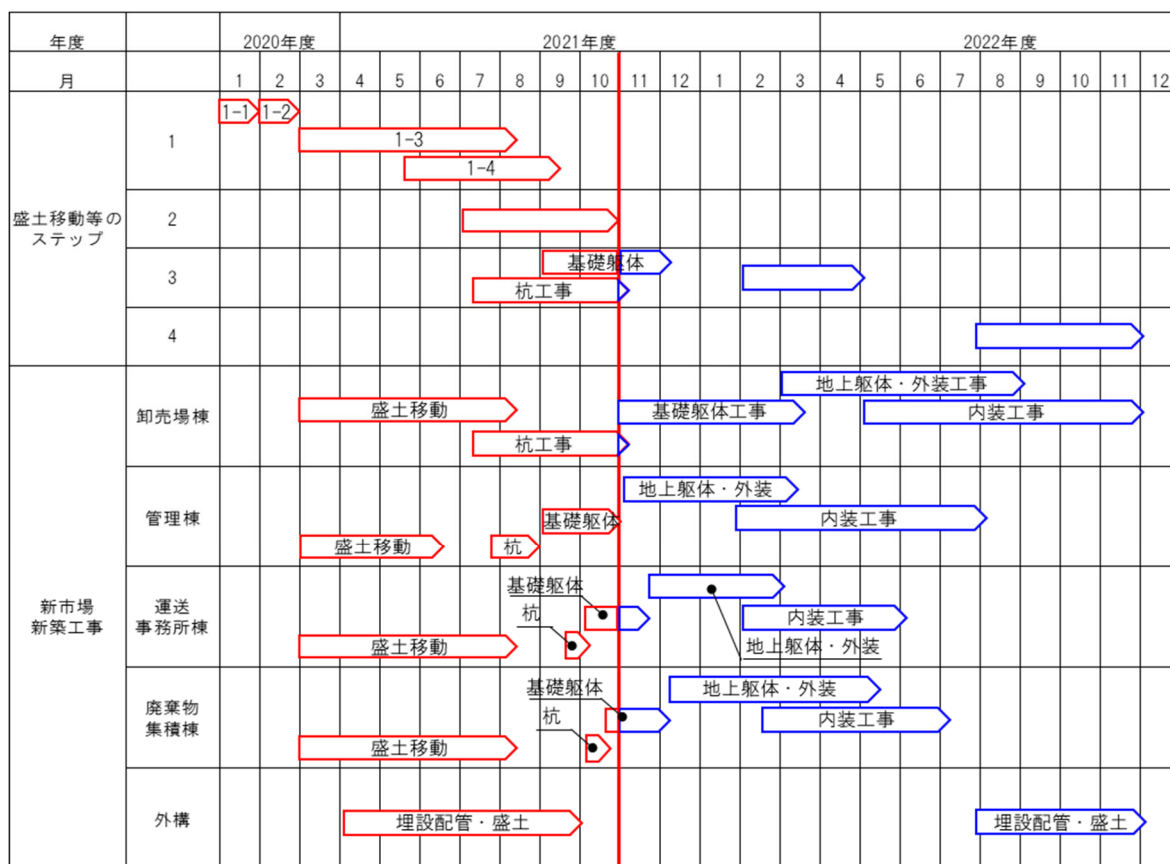 年度
2020年度
2021年度
2022年度
月
1 2 3 4 5 6 7 8 9 10 11 12 1 2 3 4 5 6 7 8 9 10 11 12
盛土移動等の
ステップ
1
1-1
1-2
1-3
1-4
2
3
基礎躯体
杭工事
4
新市場
新築工事
卸売場棟
地上躯体・外装工事
盛土移動
基礎躯体工事
内装工事
杭工事
管理棟
地上躯体・外装
基礎躯体
内装工事
盛土移動
杭
運送
事務所棟
基礎躯体
杭
内装工事
盛土移動
地上躯体・外装
廃棄物
集積棟
基礎躯体
地上躯体・外装
杭
内装工事
盛土移動
外構
埋設配管・盛土
埋設配管・盛土